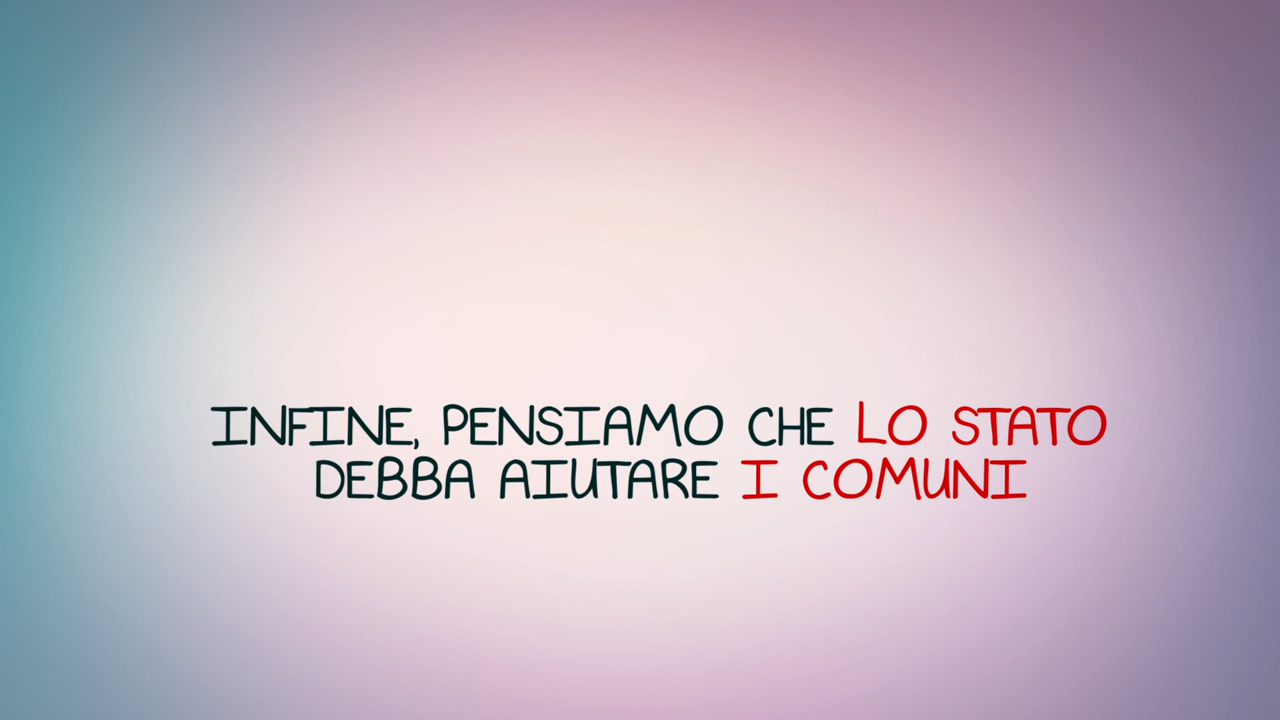 INFINE, PENSIAMO CHE LO STATO
DEBBA AIUTARE I COMUNI